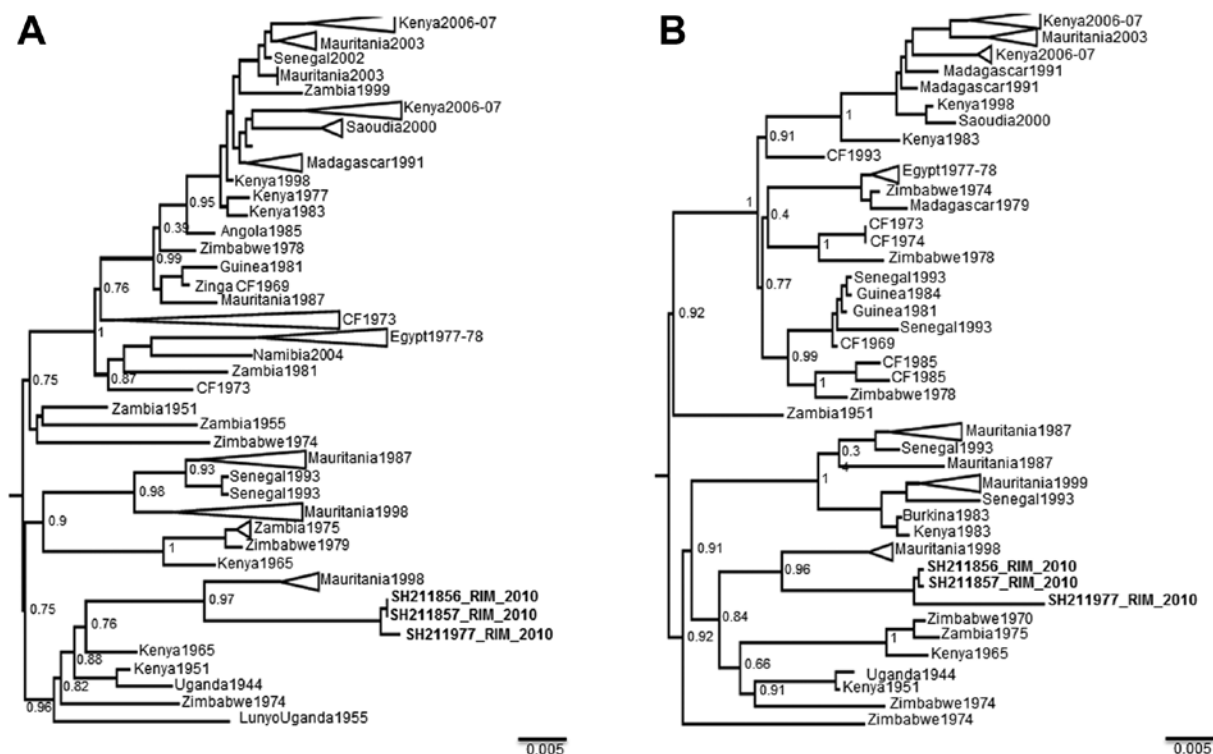 A
Kenya2006-07
Mauritania2003
Senegal2002
Mauritania2003
Zambia1999
Kenya2006-07
Saoudia2000
Madagascar1991
Kenya1998
Kenya1977
0.95
Kenya1983
0.39
Angola1985
Zimbabwe1978
0.99
Guinea1981
0.76
Zinga CF1969
Mauritania1987
CF1973
1
Egypt1977-78
Namibia2004
0.75
0.87
Zambia1981
CF1973
Zambia1951
Zambia1955
Zimbabwe1974
Mauritania1987
0.93
Senegal1993
0.98
Senegal1993
Mauritania1998
0.9
Zambia1975
1
Zimbabwe1979
Kenya1965
Mauritania1998
0.75
0.97
SH211856_RIM_2010
SH211857_RIM_2010
SH211977_RIM_2010
0.76
Kenya1965
0.88
Kenya1951
0.82
Uganda1944
Zimbabwe1974
0.96
LunyoUganda1955
0.005
B
Kenya2006-07
Mauritania2003
Kenya2006-07
Madagascar1991
Madagascar1991
Kenya1998
1
Saoudia2000
0.91
Kenya1983
CF1993
Egypt1977-78
Zimbabwe1974
1
0.4
Madagascar1979
CF1973
1
CF1974
Zimbabwe1978
0.77
Senegal1993
Guinea1984
0.92
Guinea1981
Senegal1993
CF1969
0.99
CF1985
1
CF1985
Zimbabwe1978
Zambia1951
Mauritania1987
0.3
Senegal1993
4
Mauritania1987
1
Mauritania1999
Senegal1993
Burkina1983
Kenya1983
0.91
Mauritania1998
0.96
SH211856_RIM_2010
SH211857_RIM_2010
SH211977_RIM_2010
0.84
Zimbabwe1970
0.92
1
Zambia1975
0.66
Kenya1965
Uganda1944
0.91
Kenya1951
Zimbabwe1974
Zimbabwe1974
0.005